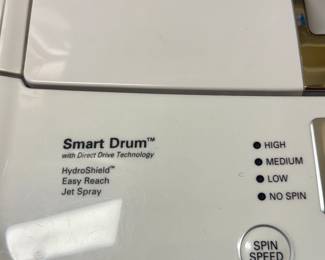 Smart Drum™
with Direct Drive Technology
HydroShield™
Easy Reach
Jet Spray
HIGH
MEDIUM
LOW
NO SPIN
SPIN
SPEED